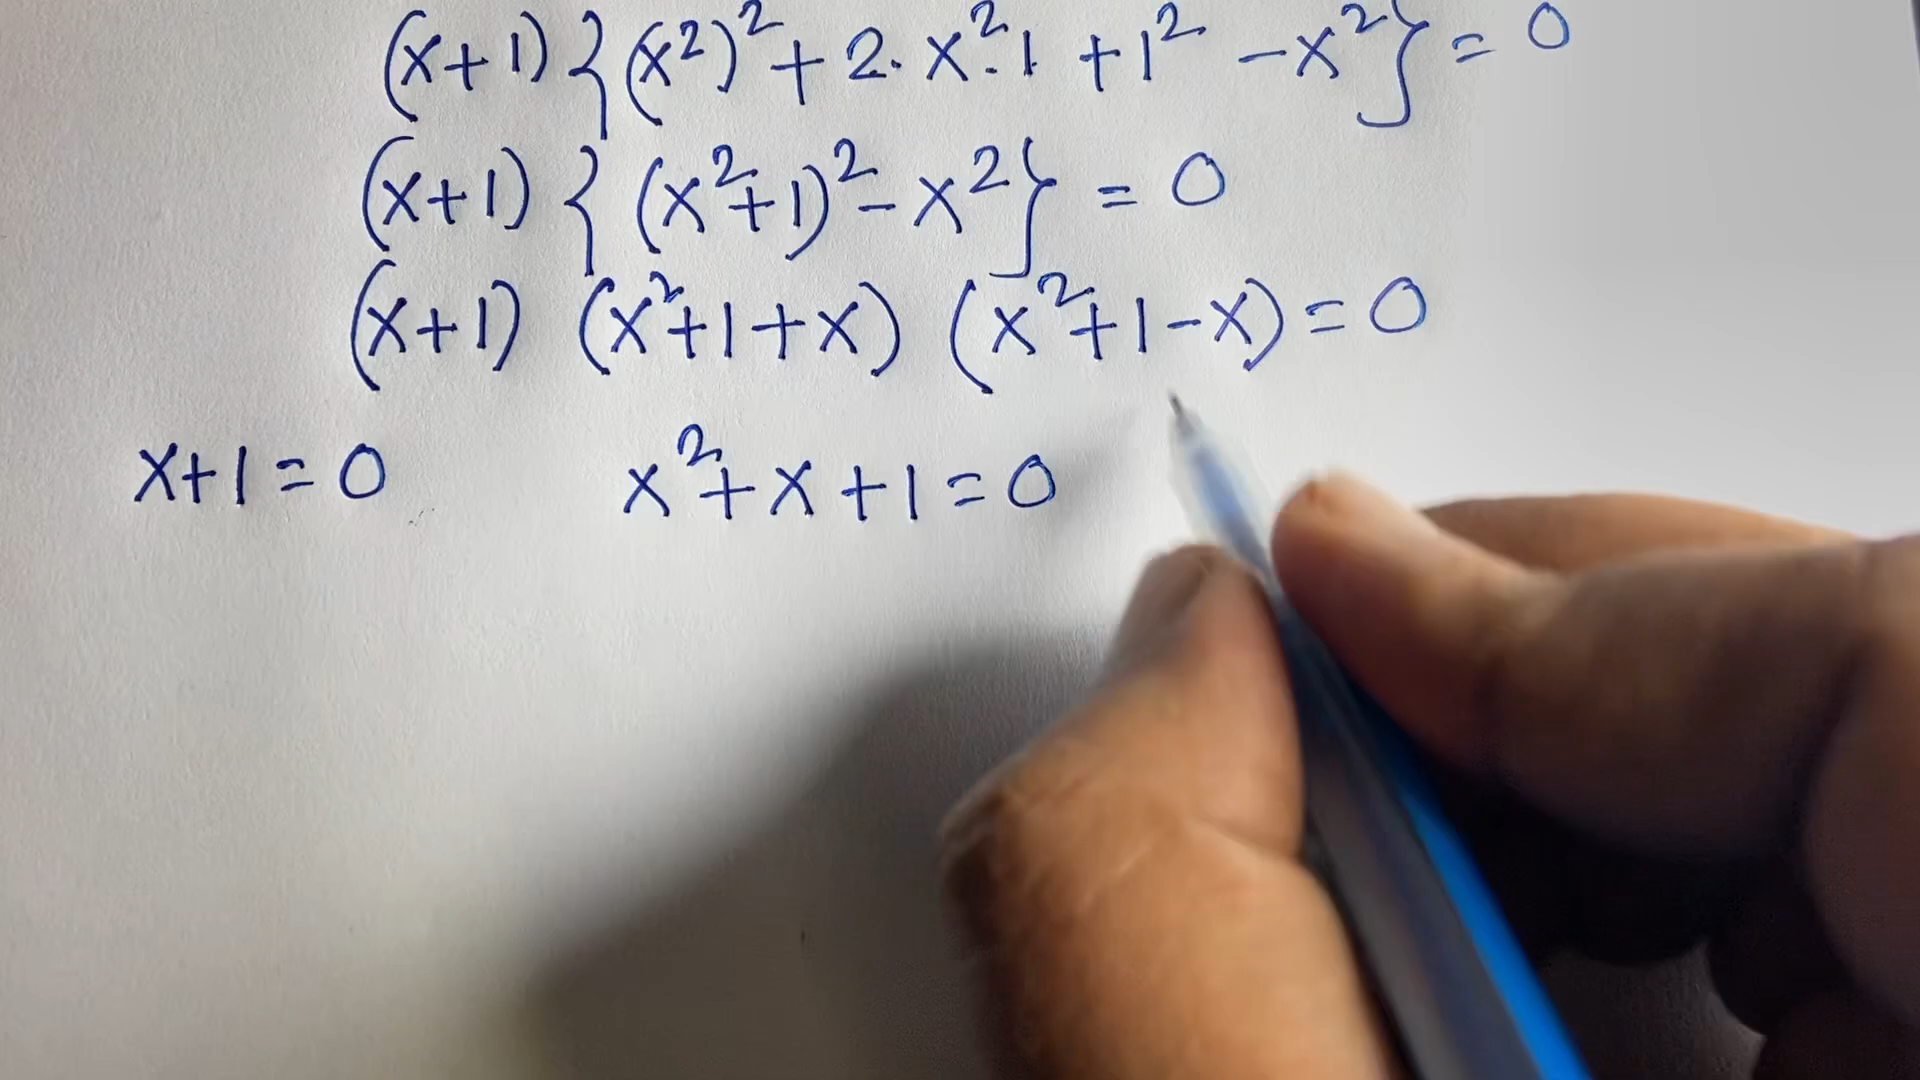 (x+1){(x²)²+2.x².1+1²-x²}=0
(x+1){(x²+1)²-x²}=0
(x+1)(x²+1+x)(x²+1-x)=0
x+1=0 x²+x+1=0